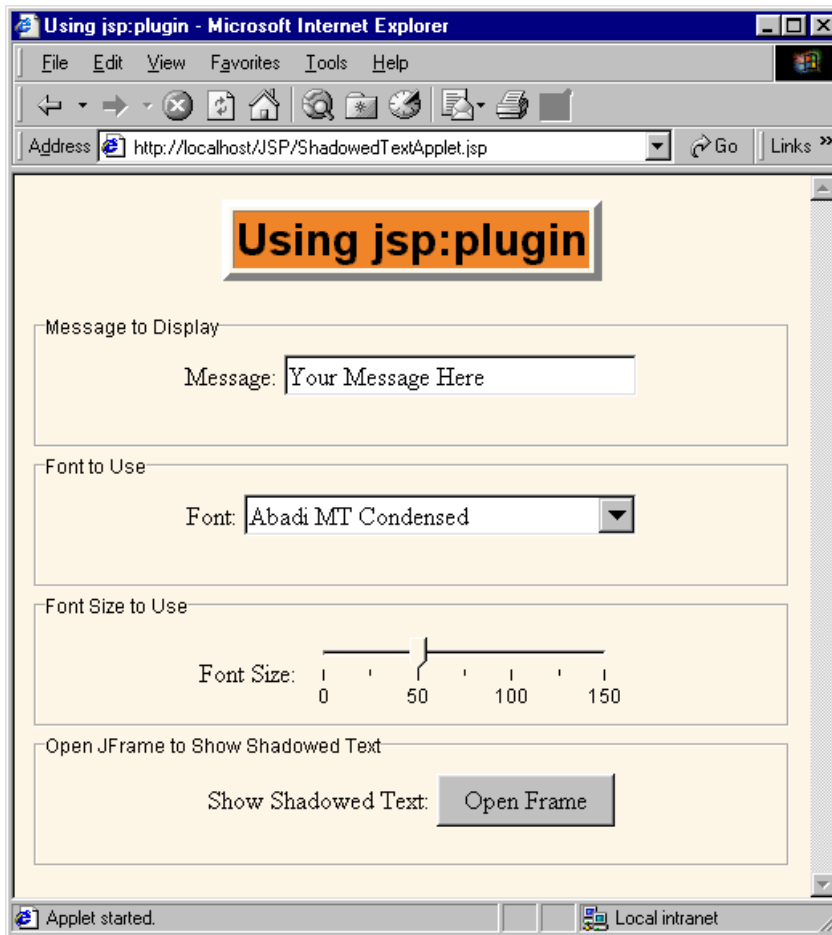 Using jsp:plugin - Microsoft Internet Explorer
File Edit View Favorites Tools Help
Address http://localhost/JSP/ShadowedTextApplet.jsp Go Links »
Using jsp:plugin
Message to Display
Message: Your Message Here
Font to Use
Font: Abadi MT Condensed
Font Size to Use
Font Size:
0 50 100 150
Open JFrame to Show Shadowed Text
Show Shadowed Text: Open Frame
Applet started. Local intranet